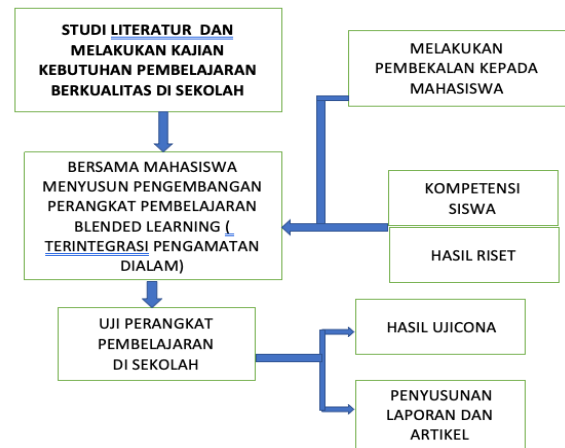 STUDI LITERATUR DAN
MELAKUKAN KAJIAN
KEBUTUHAN PEMBELAJARAN
BERKUALITAS DI SEKOLAH
MELAKUKAN
PEMBEKALAN KEPADA
MAHASISWA
BERSAMA MAHASISWA
MENYUSUN PENGEMBANGAN
PERANGKAT PEMBELAJARAN
BLENDED LEARNING (
TERINTEGRASI PENGAMATAN
DIALAM)
KOMPETENSI
SISWA
HASIL RISET
UJI PERANGKAT
PEMBELAJARAN
DI SEKOLAH
HASIL UJICONA
PENYUSUNAN
LAPORAN DAN
ARTIKEL